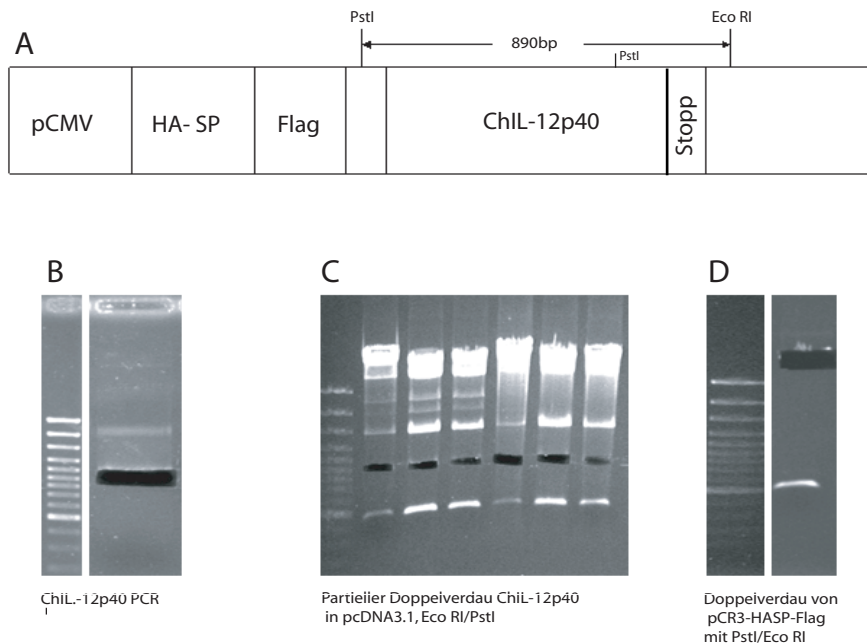 A
PstI
Eco RI
890bp
PstI
pCMV
HA- SP
Flag
ChIL-12p40
Stopp
B
C
D
ChIL.-12p40 PCR
Partieller Doppelverdau ChiL-12p40
in pcDNA3.1, Eco RI/PstI
Doppelverdau von
pCR3-HASP-Flag
mit PstI/Eco RI